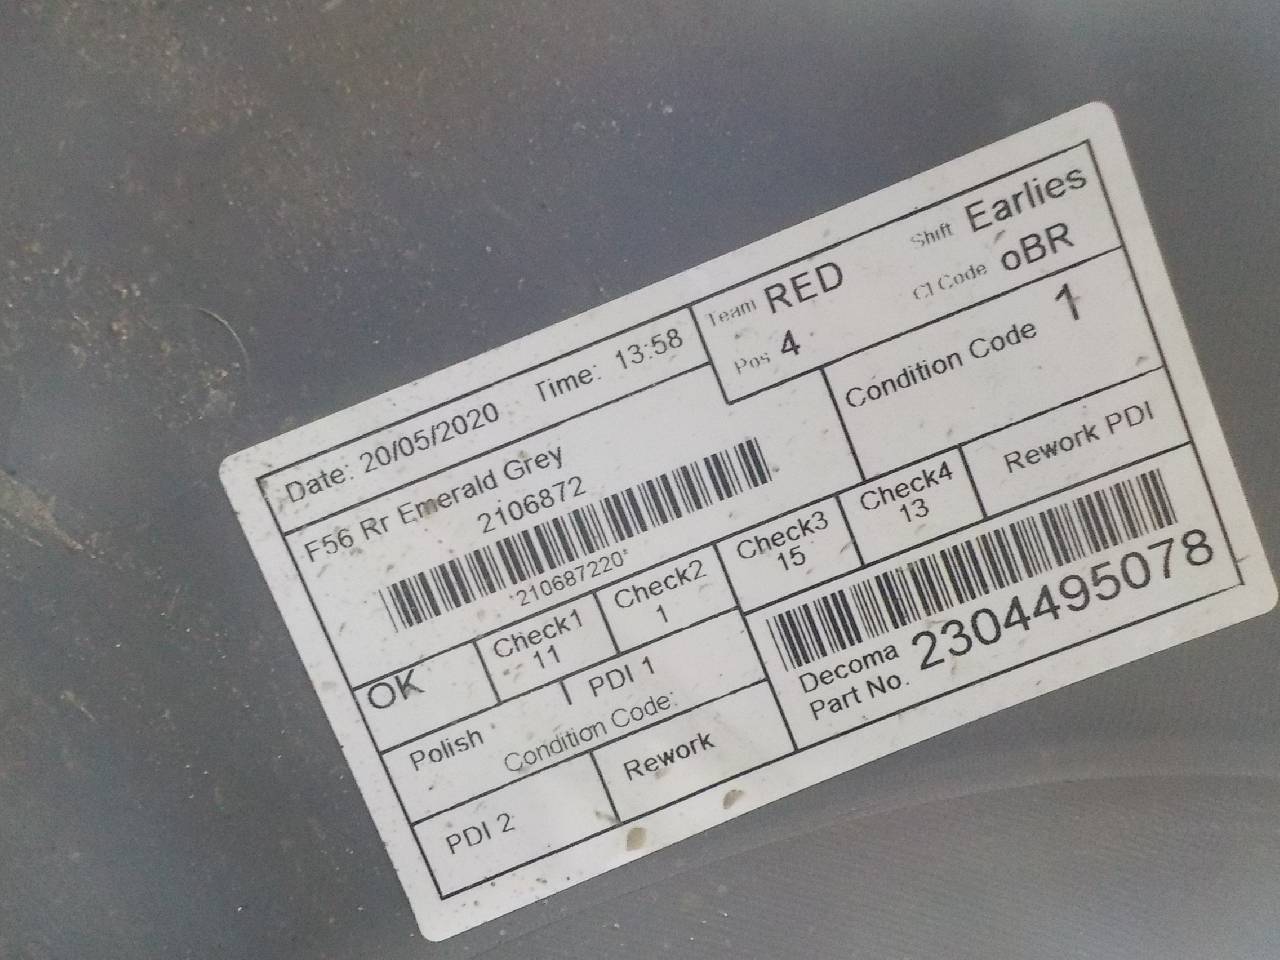 Date: 20/05/2020 Time: 13:58
Team RED Shift Earlies
Pos 4 CI Code oBR
F56 Rr Emerald Grey
2106872
*210687220*
Condition Code 1
OK
Check1 11
Check2 1
Check3 15
Check4 13
Rework PDI
Polish
PDI 1
Condition Code:
PDI 2
Rework
Decoma
Part No. 2304495078